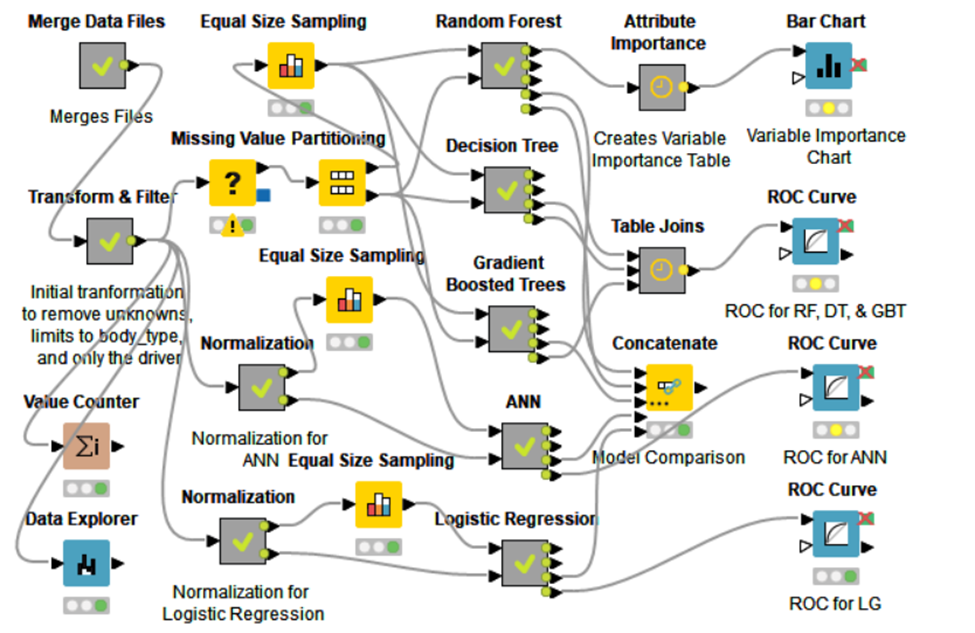 Merge Data Files
Equal Size Sampling
Random Forest
Attribute
Importance
Bar Chart
Merges Files
Missing Value Partitioning
Decision Tree
Creates Variable
Importance Table
Variable Importance
Chart
Transform & Filter
Equal Size Sampling
Gradient
Boosted Trees
Table Joins
ROC Curve
Initial tranformation
to remove unknowns,
limits to body_type,
and only the driver
ROC for RF, DT, & GBT
Normalization
Concatenate
ROC Curve
Value Counter
Σi
Normalization for
ANN
Equal Size Sampling
ANN
Model Comparison
ROC for ANN
Data Explorer
Normalization
Logistic Regression
ROC Curve
Normalization for
Logistic Regression
ROC for LG